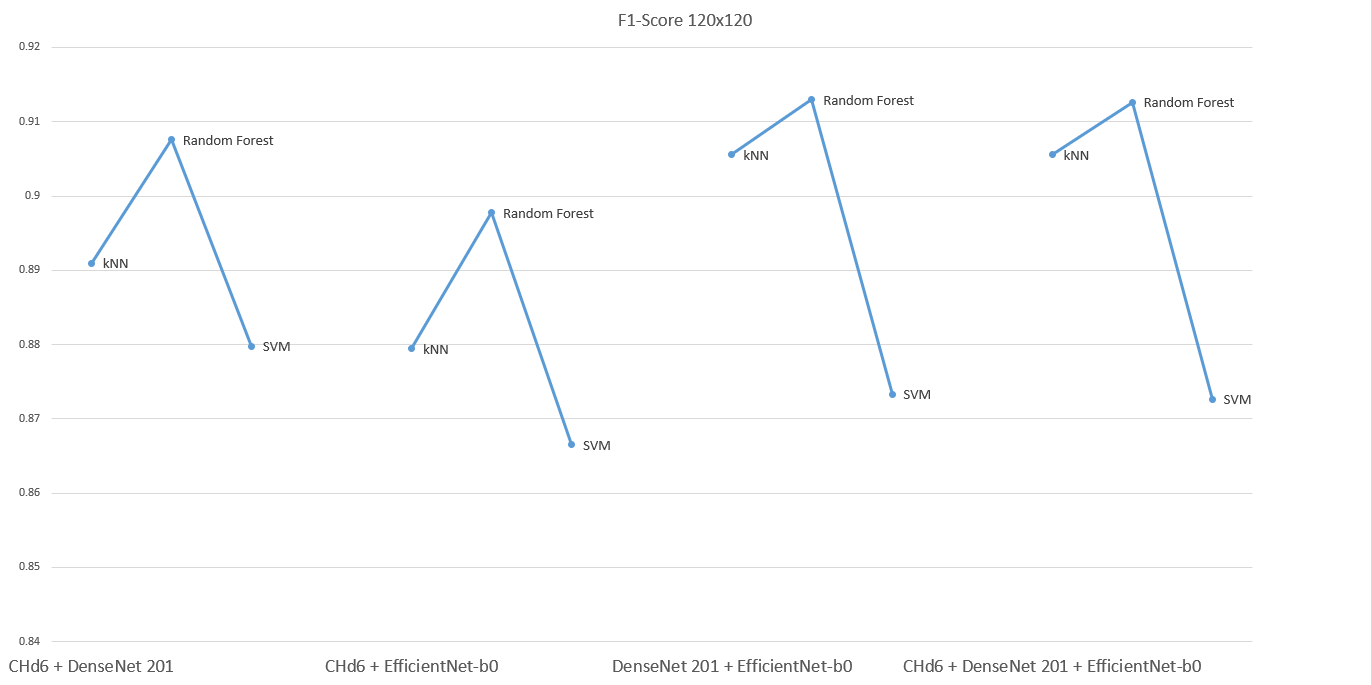 F1-Score 120x120
0.92
0.91
0.9
0.89
0.88
0.87
0.86
0.85
0.84
kNN
Random Forest
SVM
kNN
Random Forest
SVM
kNN
Random Forest
SVM
kNN
Random Forest
SVM
CHd6 + DenseNet 201
CHd6 + EfficientNet-b0
DenseNet 201 + EfficientNet-b0
CHd6 + DenseNet 201 + EfficientNet-b0